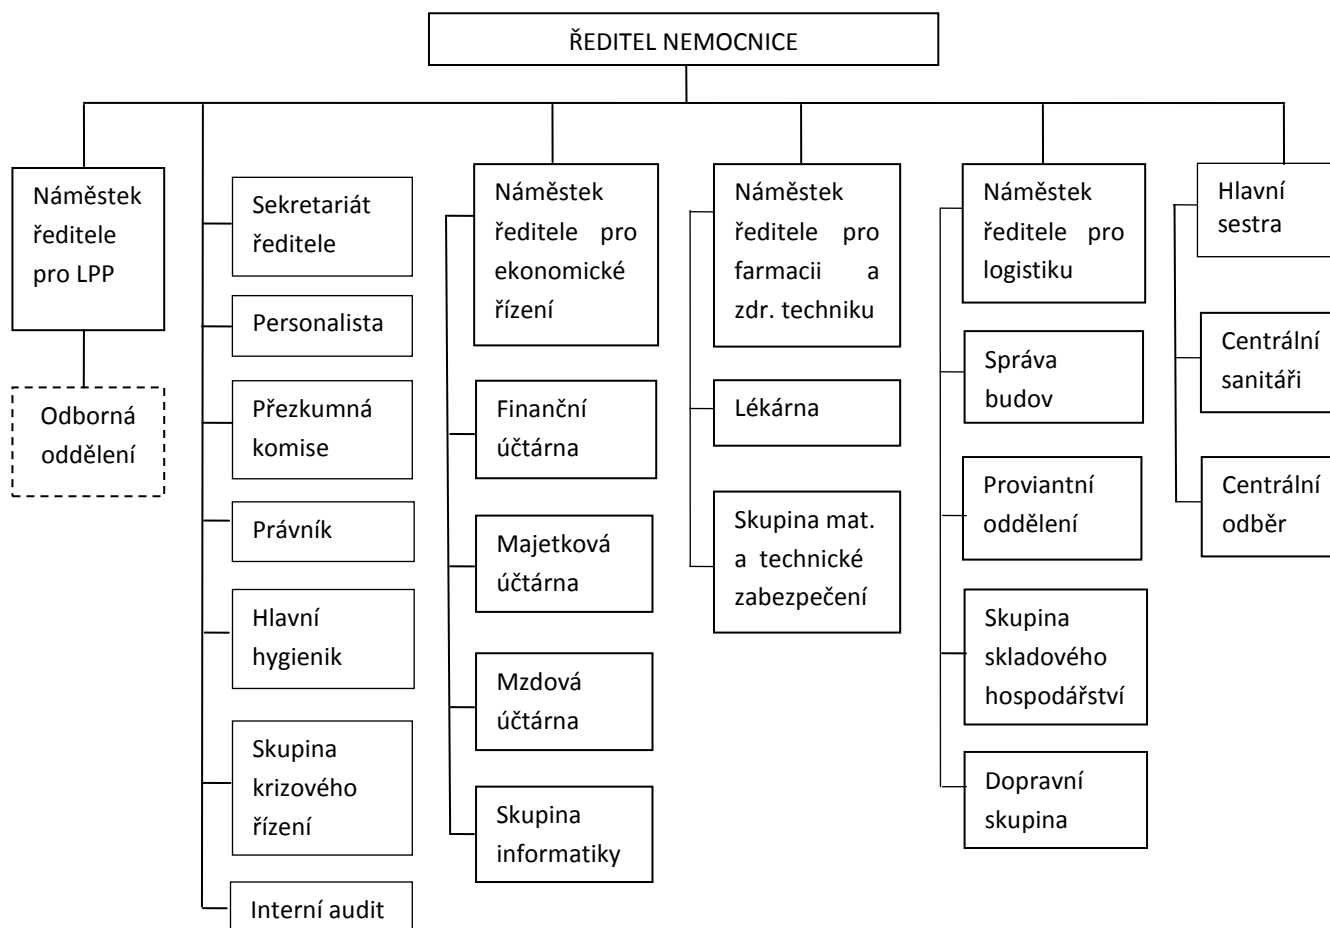 ŘEDITEL NEMOCNICE
Náměstek
ředitele
pro LPP
Odborná
oddělení
Sekretariát
ředitele
Personalista
Přezkumná
komise
Právník
Hlavní
hygienik
Skupina
krizového
řízení
Interní audit
Náměstek
ředitele pro
ekonomické
řízení
Finanční
účtárna
Majetková
účtárna
Mzdová
účtárna
Skupina
informatiky
Náměstek
ředitele pro
farmacii a
zdr. techniku
Lékárna
Skupina mat.
a technické
zabezpečení
Náměstek
ředitele pro
logistiku
Správa
budov
Proviantní
oddělení
Skupina
skladového
hospodářství
Dopravní
skupina
Hlavní
sestra
Centrální
sanitáři
Centrální
odběr